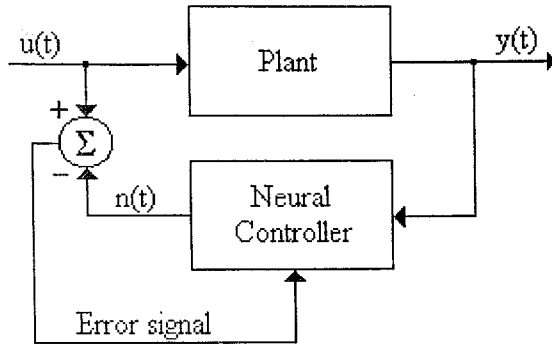 u(t)
Plant
y(t)
+
Σ
−
n(t)
Neural
Controller
Error signal